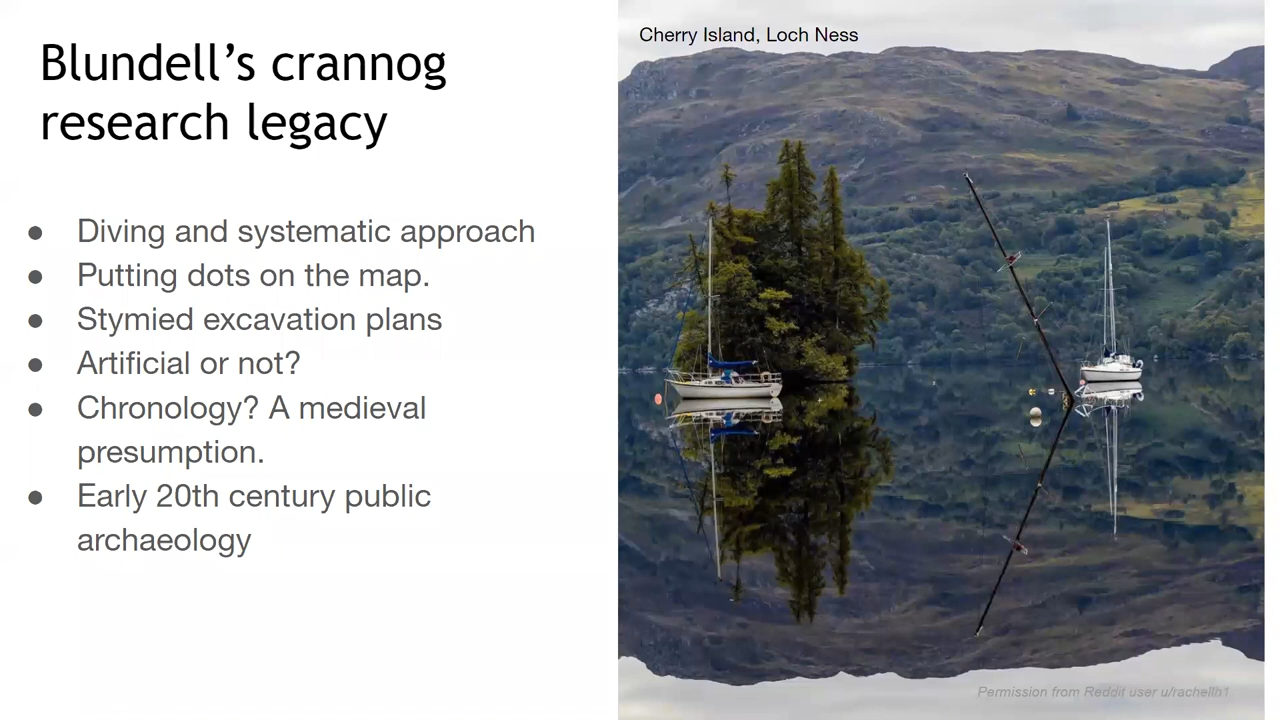 Blundell’s crannog
research legacy
● Diving and systematic approach
● Putting dots on the map.
● Stymied excavation plans
● Artificial or not?
● Chronology? A medieval
presumption.
● Early 20th century public
archaeology
Cherry Island, Loch Ness
Permission from Reddit user